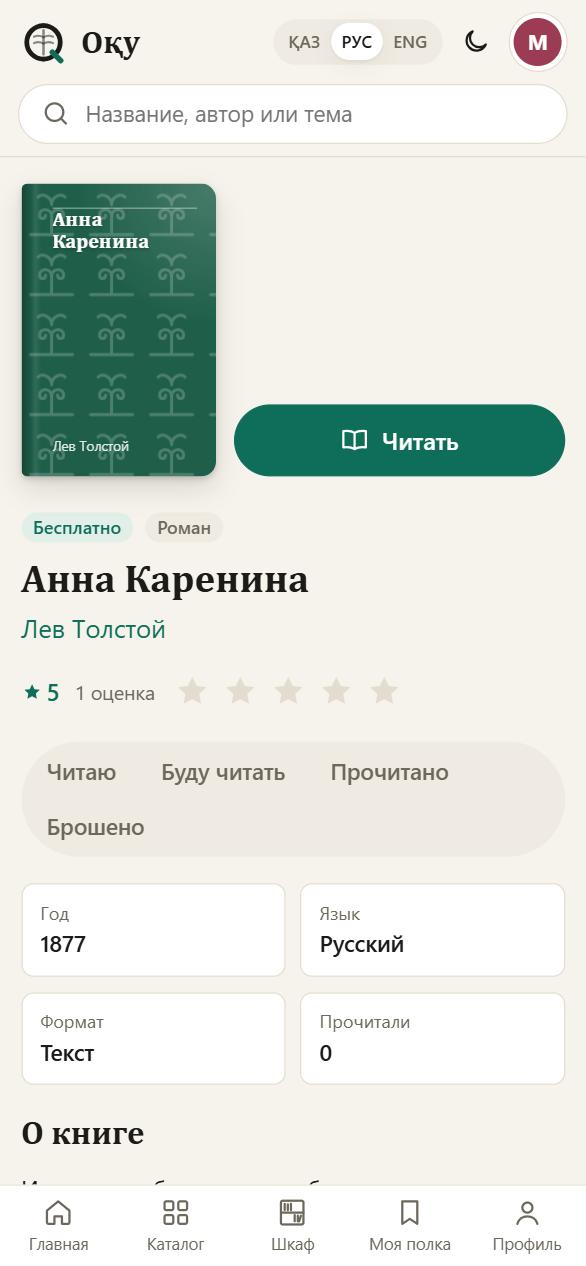 Оқу
ҚАЗ РУС ENG
М
Название, автор или тема
Анна
Каренина
Лев Толстой
Читать
Бесплатно Роман
Анна Каренина
Лев Толстой
5 1 оценка
Читаю Буду читать Прочитано
Брошено
Год Язык
1877 Русский
Формат Прочитали
Текст 0
О книге
Главная Каталог Шкаф Моя полка Профиль